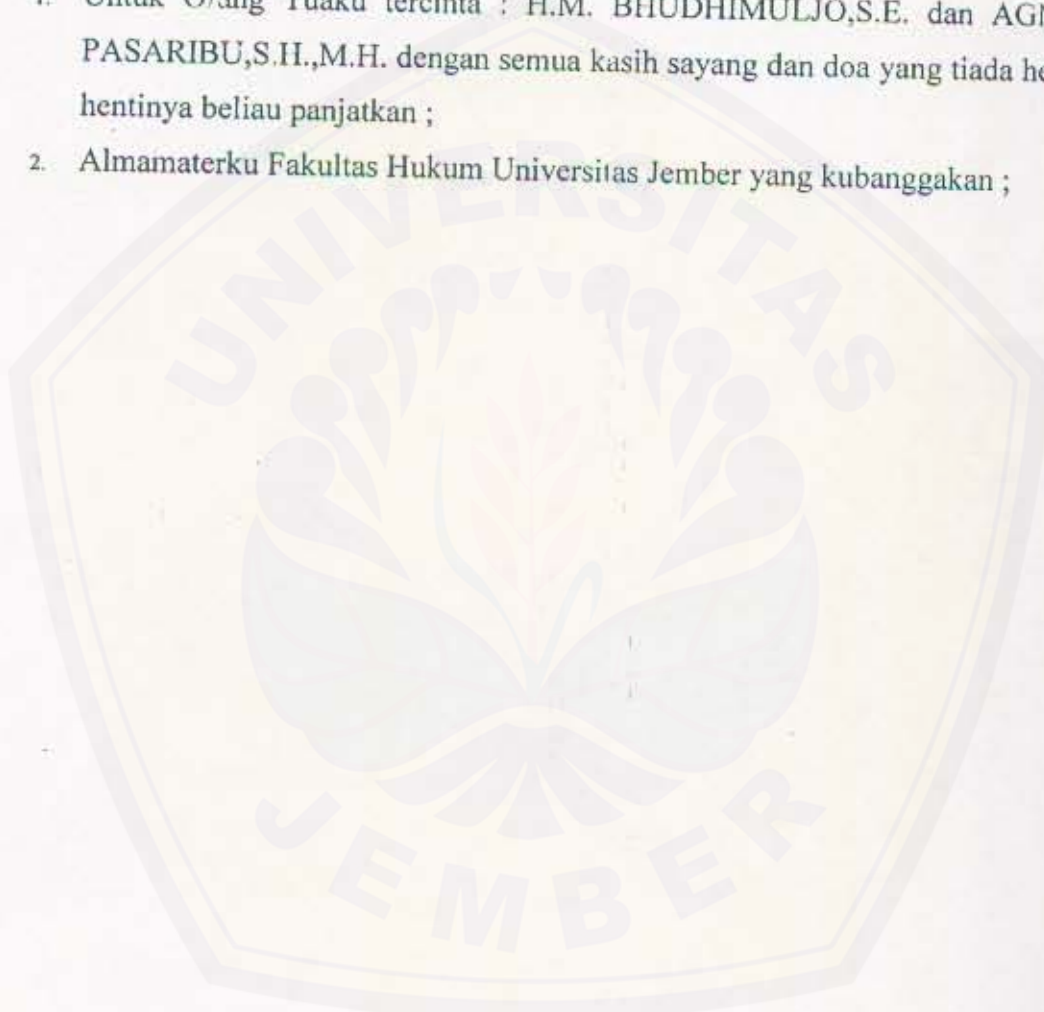 Untuk Orang Tuaku tercinta : H.M. BHUDHIMULJO,S.E. dan
PASARIBU,S.H.,M.H. dengan semua kasih sayang dan doa yang tiada
hentinya beliau panjatkan ;
2. Almamaterku Fakultas Hukum Universitas Jember yang kubanggakan ;
UNIVERSITAS
JEMBER